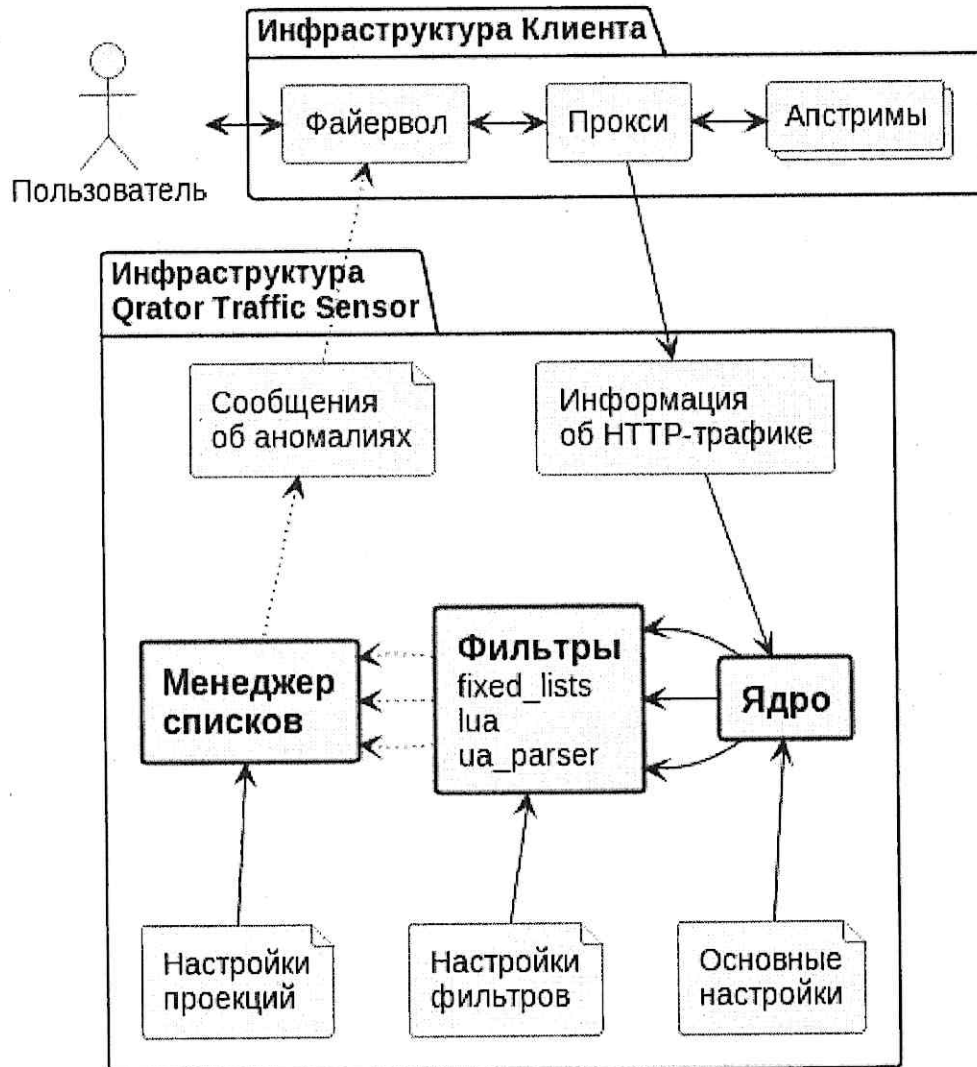 Инфраструктура Клиента
Файервол
Прокси
Апстримы
Пользователь
Инфраструктура
Qrator Traffic Sensor
Сообщения
об аномалиях
Информация
об HTTP-трафике
Менеджер
списков
Фильтры
fixed_lists
lua
ua_parser
Ядро
Настройки
проекций
Настройки
фильтров
Основные
настройки